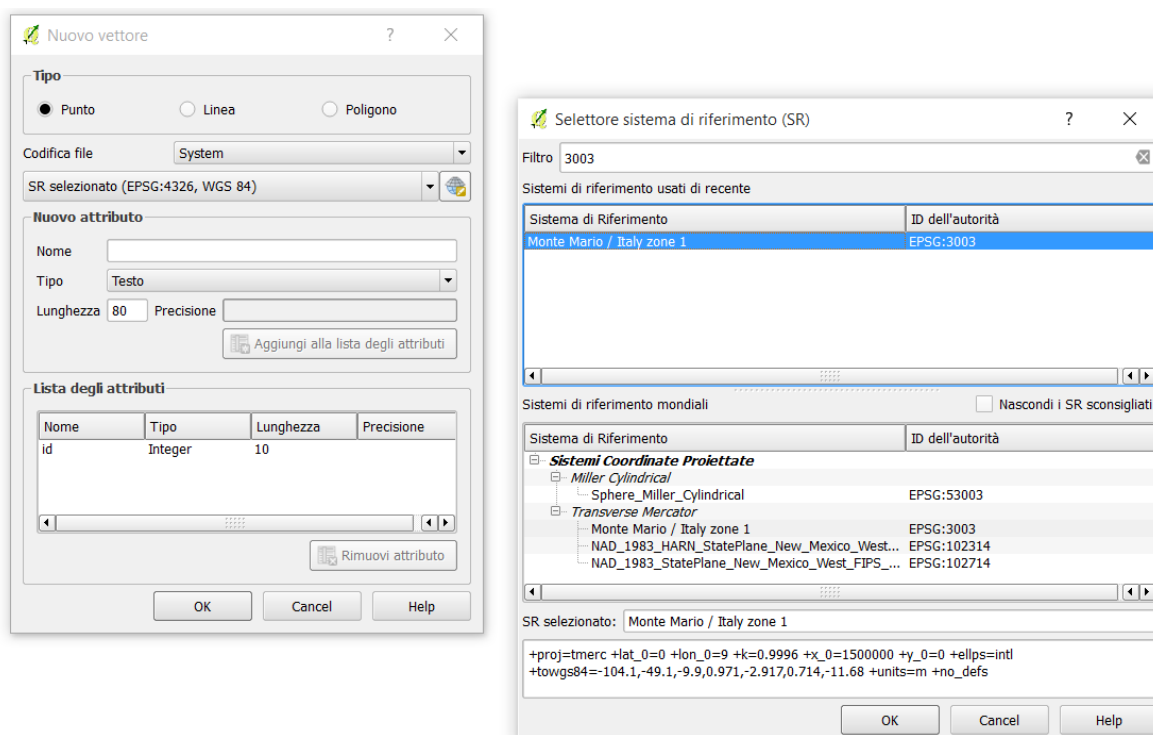 Nuovo vettore
?
Tipo
Punto
Linea
Poligono
Codifica file
System
SR selezionato (EPSG:4326, WGS 84)
Nuovo attributo
Nome
Tipo
Testo
Lunghezza 80 Precisione
Aggiungi alla lista degli attributi
Lista degli attributi
Nome Tipo Lunghezza Precisione
id Integer 10
Rimuovi attributo
OK Cancel Help
Selettore sistema di riferimento (SR)
?
Filtro 3003
Sistemi di riferimento usati di recente
Sistema di Riferimento ID dell'autorità
Monte Mario / Italy zone 1 EPSG:3003
Sistemi di riferimento mondiali
Nascondi i SR sconsigliati
Sistema di Riferimento ID dell'autorità
Sistemi Coordinate Proiettate
Miller Cylindrical
Sphere_Miller_Cylindrical EPSG:53003
Transverse Mercator
Monte Mario / Italy zone 1 EPSG:3003
NAD_1983_HARN_StatePlane_New_Mexico_West... EPSG:102314
NAD_1983_StatePlane_New_Mexico_West_FIPS_... EPSG:102714
SR selezionato: Monte Mario / Italy zone 1
+proj=tmerc +lat_0=0 +lon_0=9 +k=0.9996 +x_0=1500000 +y_0=0 +ellps=intl
+towgs84=-104.1,-49.1,-9.9,0.971,-2.917,0.714,-11.68 +units=m +no_defs
OK Cancel Help